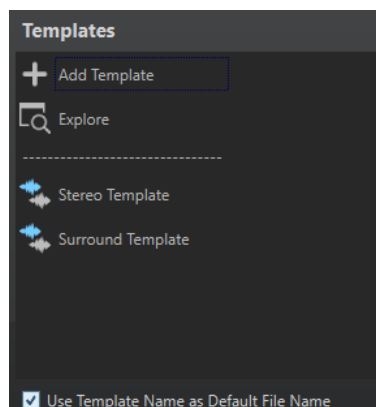 Templates
Add Template
Explore
--------------------------------
Stereo Template
Surround Template
Use Template Name as Default File Name